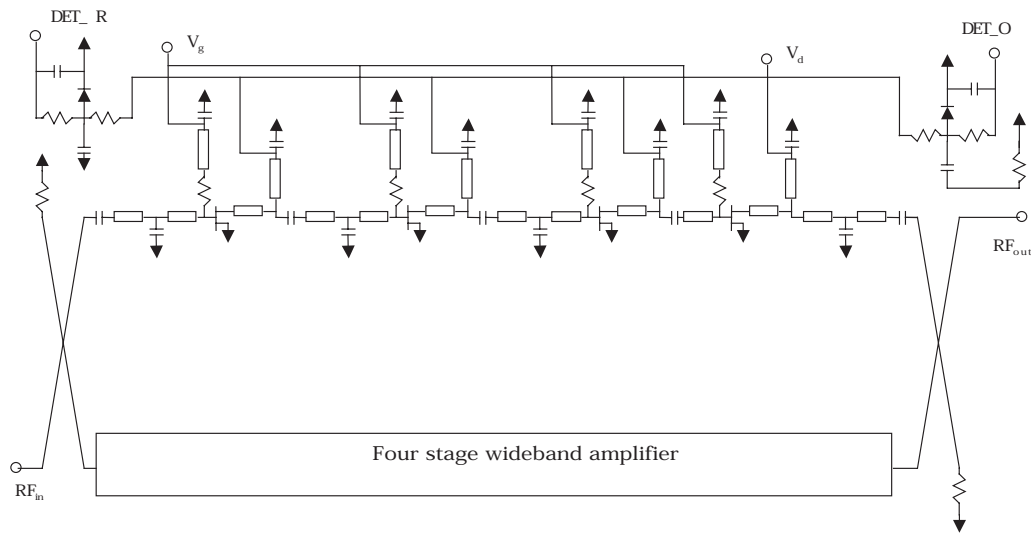 DET_ R
V_g
DET_O
V_d
RF_out
Four stage wideband amplifier
RF_in